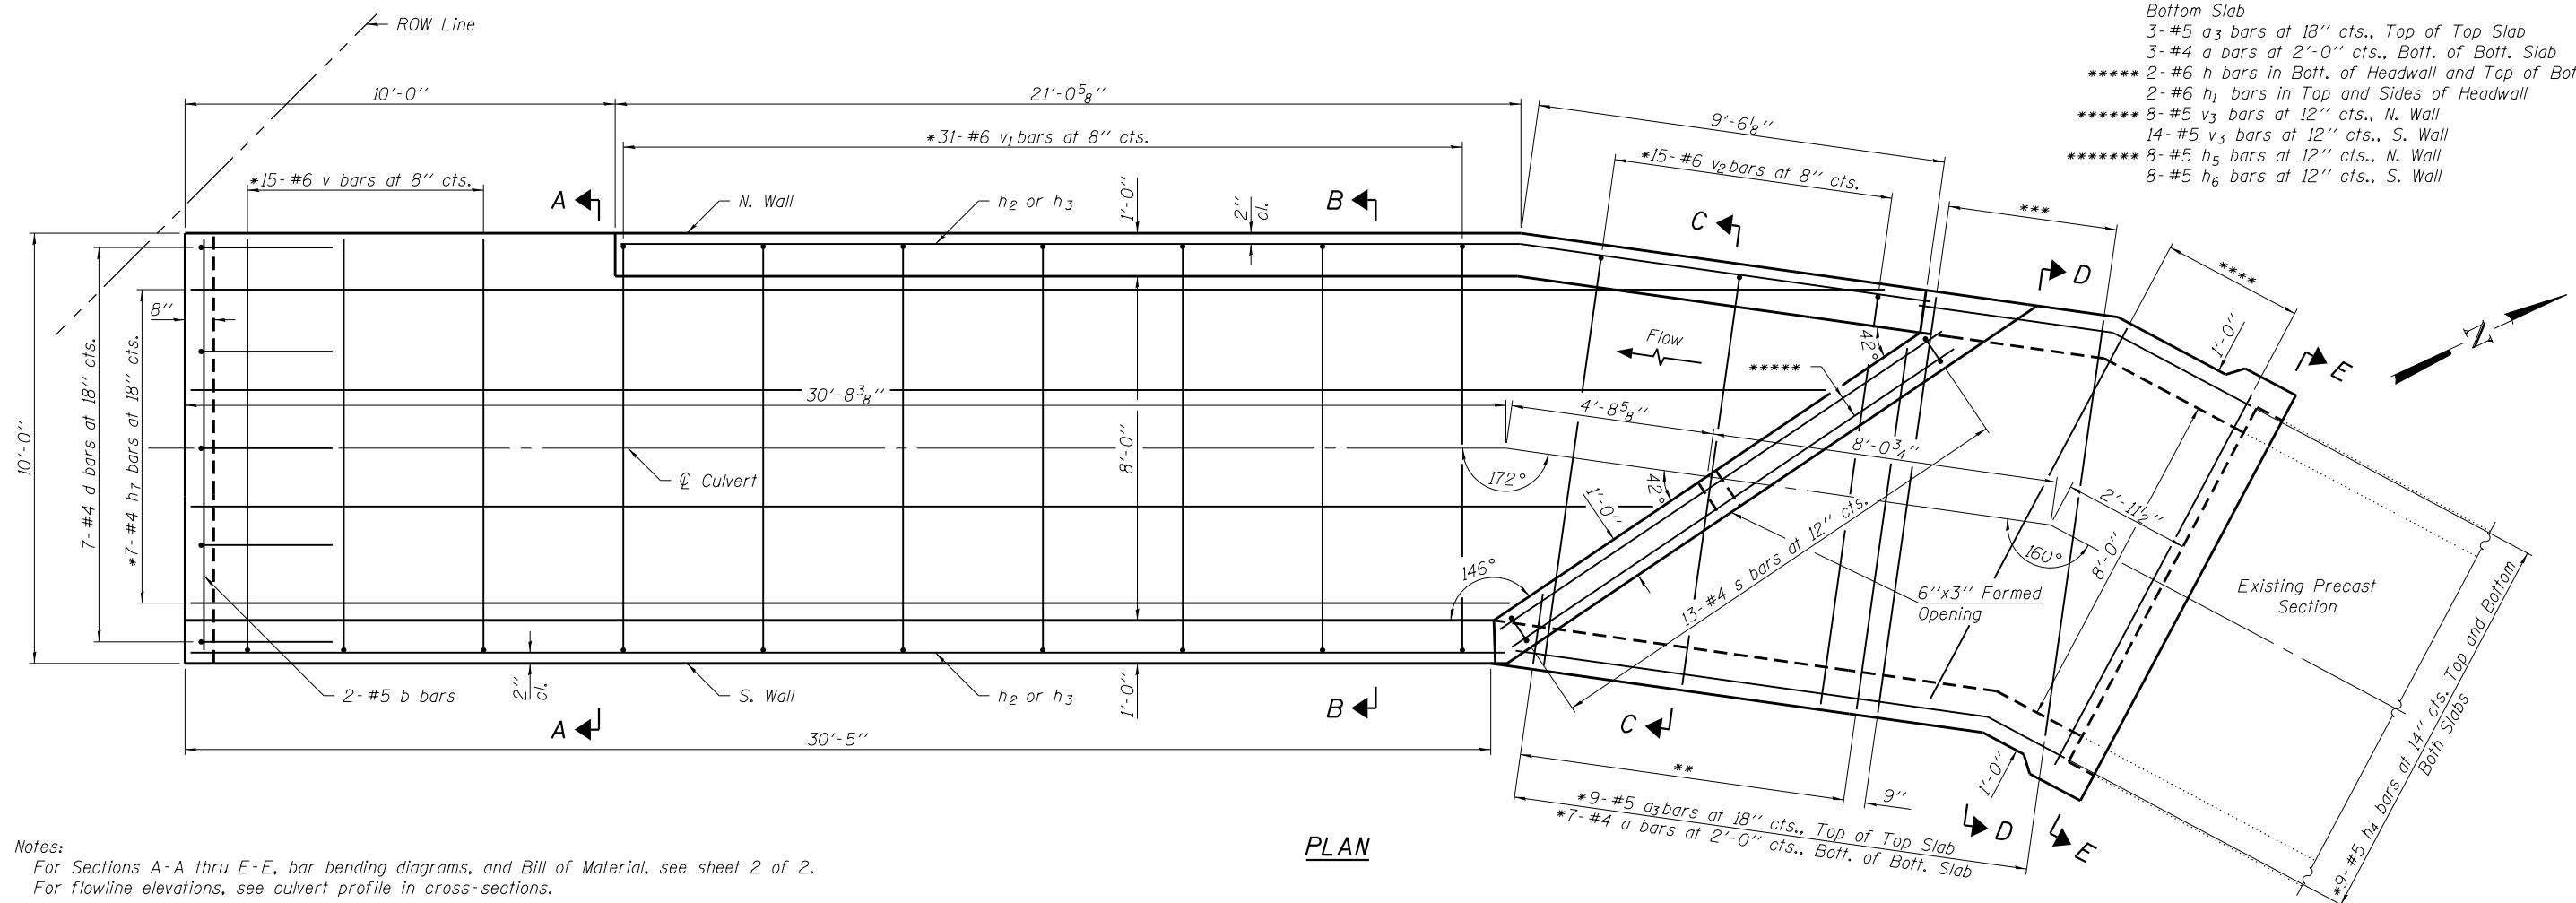 Bottom Slab
3-#5 a3 bars at 18" cts., Top of Top Slab
3-#4 a bars at 2'-0" cts., Bott. of Bott. Slab
***** 2-#6 h bars in Bott. of Headwall and Top of Bot
2-#6 h1 bars in Top and Sides of Headwall
****** 8-#5 v3 bars at 12" cts., N. Wall
14-#5 v3 bars at 12" cts., S. Wall
******* 8-#5 h5 bars at 12" cts., N. Wall
8-#5 h6 bars at 12" cts., S. Wall
ROW Line
10'-0"
21'-0 5/8"
9'-6 1/8"
*31-#6 v1 bars at 8" cts.
*15-#6 v2 bars at 8" cts.
*15-#6 v bars at 8" cts.
A
N. Wall
h2 or h3
1'-0"
2" cl.
B
C
***
D
****
E
1'-0"
N
8"
Flow
42°
*****
10'-0"
7-#4 d bars at 18" cts.
*7-#4 h7 bars at 18" cts.
30'-8 3/8"
4'-8 5/8"
8'-0 3/4"
8'-0"
℄ Culvert
172°
42°
1'-0"
2'-11 1/2"
160°
8'-0"
146°
13-#4 s bars at 12" cts.
6"x3" Formed
Opening
Existing Precast
Section
2-#5 b bars
2" cl.
S. Wall
h2 or h3
1'-0"
A
B
C
30'-5"
**
9"
1'-0"
D
E
*9-#5 a3 bars at 18" cts., Top of Top Slab
*7-#4 a bars at 2'-0" cts., Bott. of Bott. Slab
*9-#5 h4 bars at 14" cts. Top and Bottom
Both Slabs
PLAN
Notes:
For Sections A-A thru E-E, bar bending diagrams, and Bill of Material, see sheet 2 of 2.
For flowline elevations, see culvert profile in cross-sections.